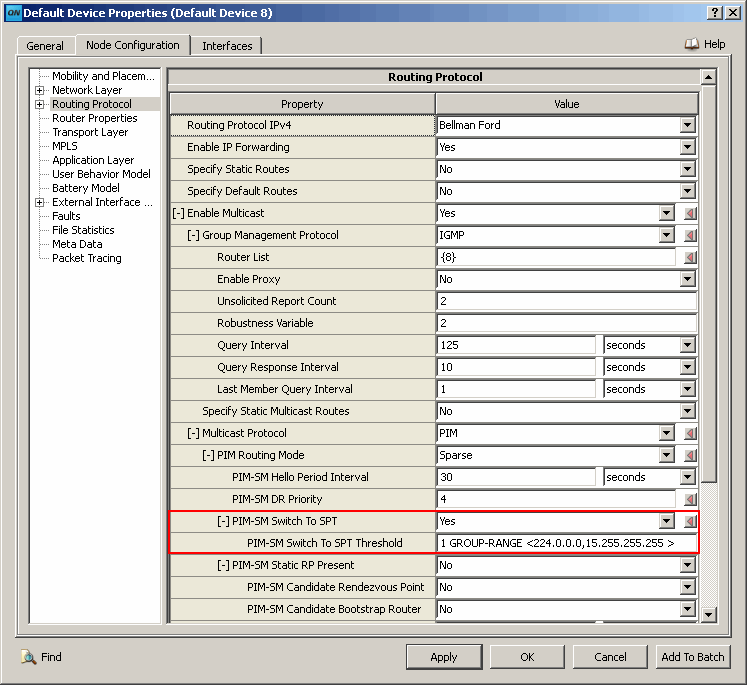 QN Default Device Properties (Default Device 8)
General Node Configuration Interfaces Help
Mobility and Placem...
Network Layer
Routing Protocol
Router Properties
Transport Layer
MPLS
Application Layer
User Behavior Model
Battery Model
External Interface ...
Faults
File Statistics
Meta Data
Packet Tracing
Routing Protocol
Property Value
Routing Protocol IPv4 Bellman Ford
Enable IP Forwarding Yes
Specify Static Routes No
Specify Default Routes No
[-] Enable Multicast Yes
[-] Group Management Protocol IGMP
Router List {8}
Enable Proxy No
Unsolicited Report Count 2
Robustness Variable 2
Query Interval 125 seconds
Query Response Interval 10 seconds
Last Member Query Interval 1 seconds
Specify Static Multicast Routes No
[-] Multicast Protocol PIM
[-] PIM Routing Mode Sparse
PIM-SM Hello Period Interval 30 seconds
PIM-SM DR Priority 4
[-] PIM-SM Switch To SPT Yes
PIM-SM Switch To SPT Threshold 1 GROUP-RANGE <224.0.0.0,15.255.255.255 >
[-] PIM-SM Static RP Present No
PIM-SM Candidate Rendezvous Point No
PIM-SM Candidate Bootstrap Router No
Find Apply OK Cancel Add To Batch